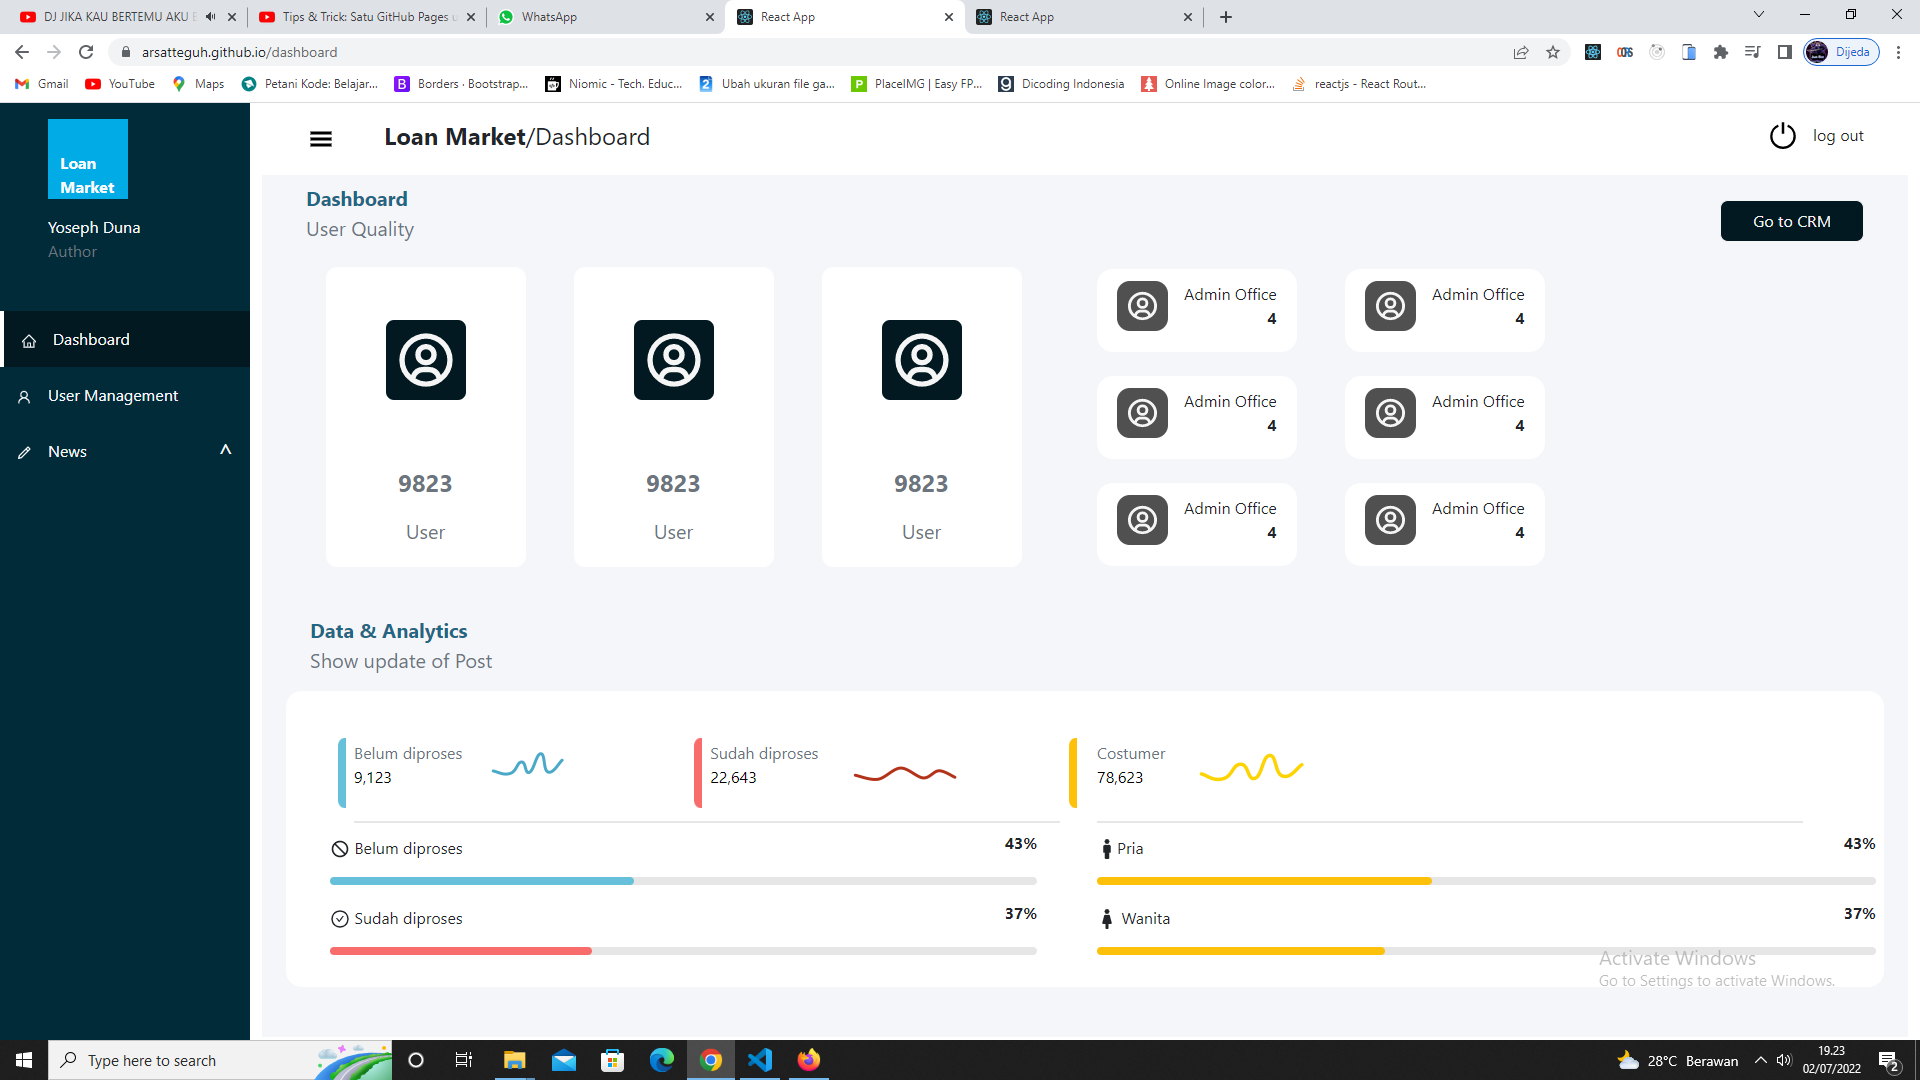 DJ JIKA KAU BERTEMU AKU B
Tips & Trick: Satu GitHub Pages u
WhatsApp
React App
React App
arsatteguh.github.io/dashboard
Dijeda
Gmail
YouTube
Maps
Petani Kode: Belajar...
Borders · Bootstrap...
Niomic - Tech. Educ...
Ubah ukuran file ga...
PlaceIMG | Easy FP...
Dicoding Indonesia
Online Image color...
reactjs - React Rout...
Loan
Market
Yoseph Duna
Author
Dashboard
User Management
News
Loan Market/Dashboard
log out
Dashboard
User Quality
Go to CRM
9823
User
9823
User
9823
User
Admin Office
4
Admin Office
4
Admin Office
4
Admin Office
4
Admin Office
4
Admin Office
4
Data & Analytics
Show update of Post
Belum diproses
9,123
Sudah diproses
22,643
Costumer
78,623
Belum diproses
43%
Sudah diproses
37%
Pria
43%
Wanita
37%
Activate Windows
Go to Settings to activate Windows.
Type here to search
28°C Berawan
19.23
02/07/2022
2